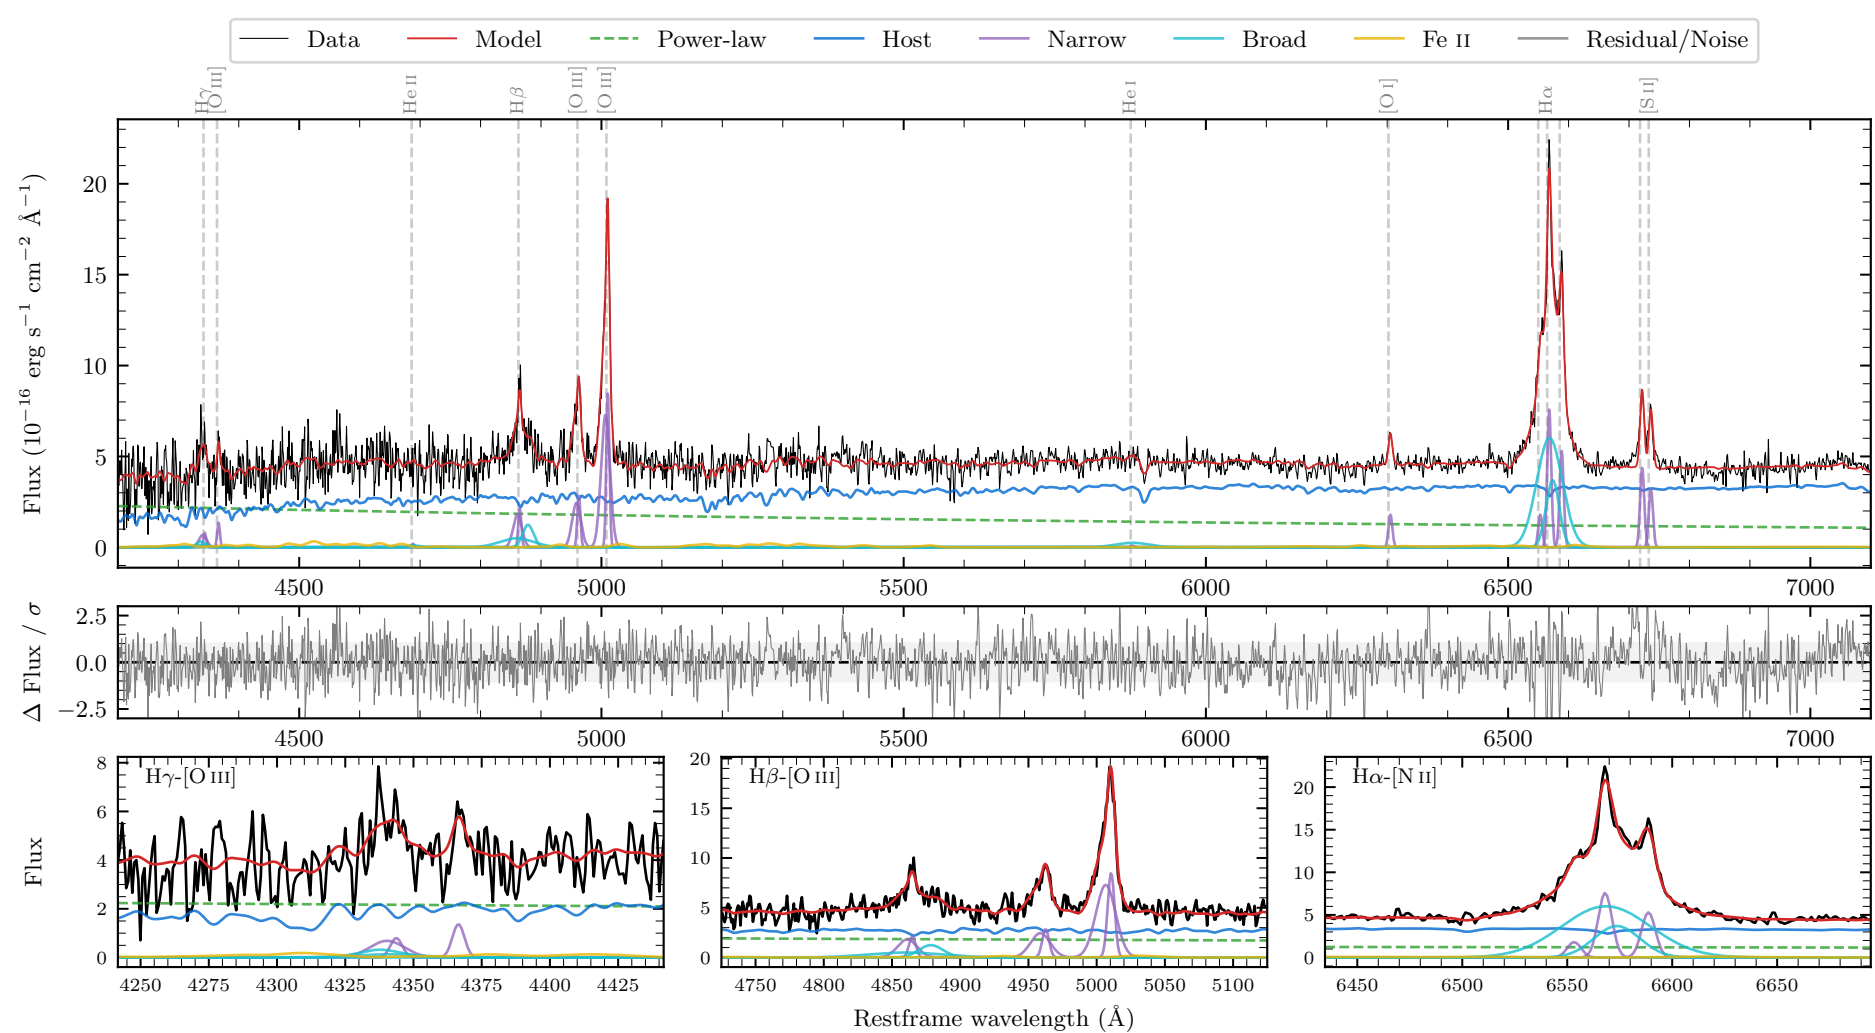 Data Model Power-law Host Narrow Broad Fe II Residual/Noise
Hγ [O III] He II Hβ [O III] [O III] He I [O I] Hα [S II]
Flux (10⁻¹⁶ erg s⁻¹ cm⁻² Å⁻¹)
20
15
10
5
0
4500 5000 5500 6000 6500 7000
Δ Flux / σ
2.5
0.0
−2.5
4500 5000 5500 6000 6500 7000
Flux
Hγ-[O III]
8
6
4
2
0
4250 4275 4300 4325 4350 4375 4400 4425
Hβ-[O III]
20
15
10
5
0
4750 4800 4850 4900 4950 5000 5050 5100
Hα-[N II]
20
15
10
5
0
6450 6500 6550 6600 6650
Restframe wavelength (Å)